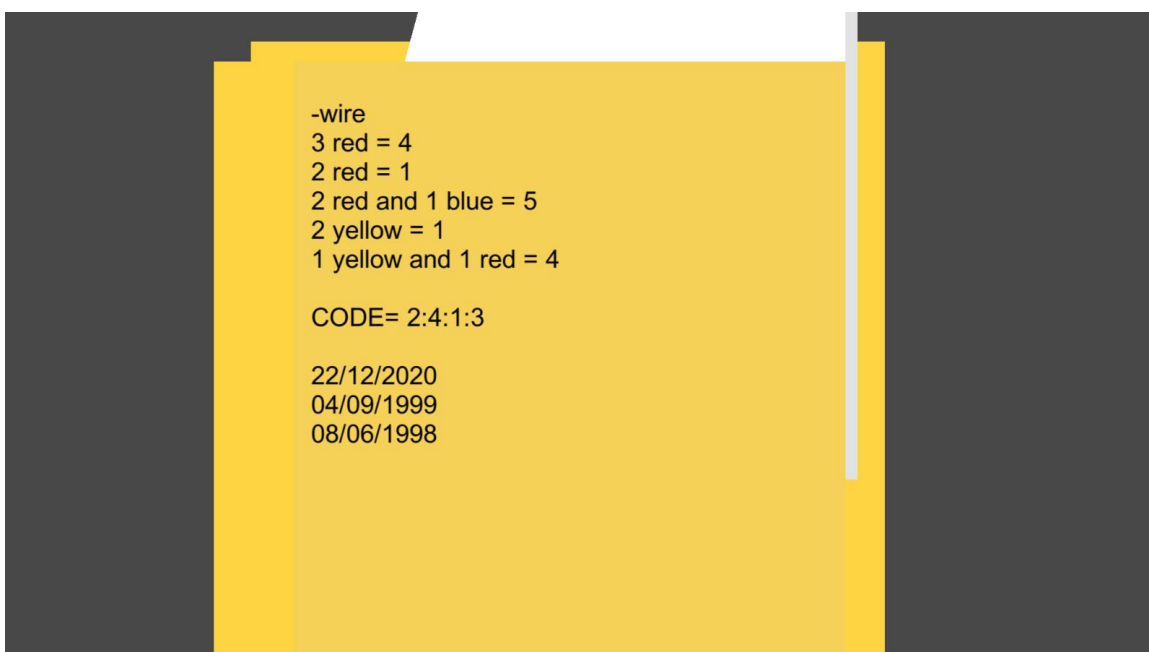 -wire
3 red = 4
2 red = 1
2 red and 1 blue = 5
2 yellow = 1
1 yellow and 1 red = 4
CODE= 2:4:1:3
22/12/2020
04/09/1999
08/06/1998